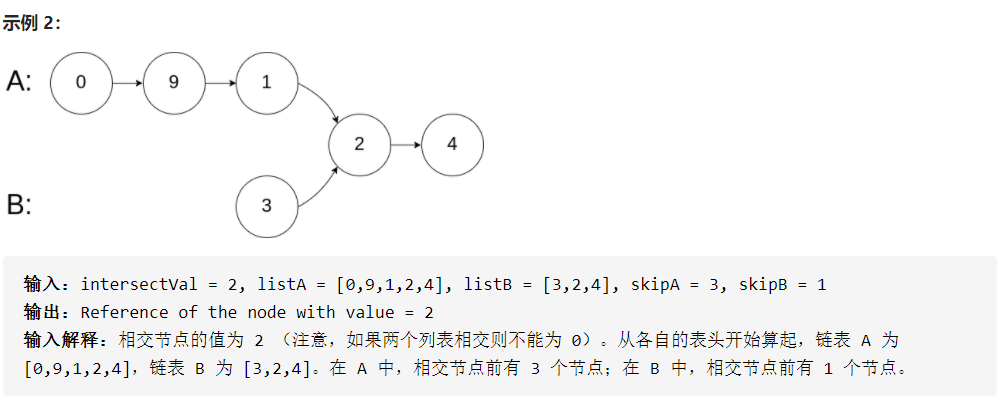 示例 2：
A: 0 9 1
2 4
B: 3
输入：intersectVal = 2, listA = [0,9,1,2,4], listB = [3,2,4], skipA = 3, skipB = 1
输出：Reference of the node with value = 2
输入解释：相交节点的值为 2 （注意，如果两个列表相交则不能为 0）。从各自的表头开始算起，链表 A 为
[0,9,1,2,4]，链表 B 为 [3,2,4]。在 A 中，相交节点前有 3 个节点；在 B 中，相交节点前有 1 个节点。